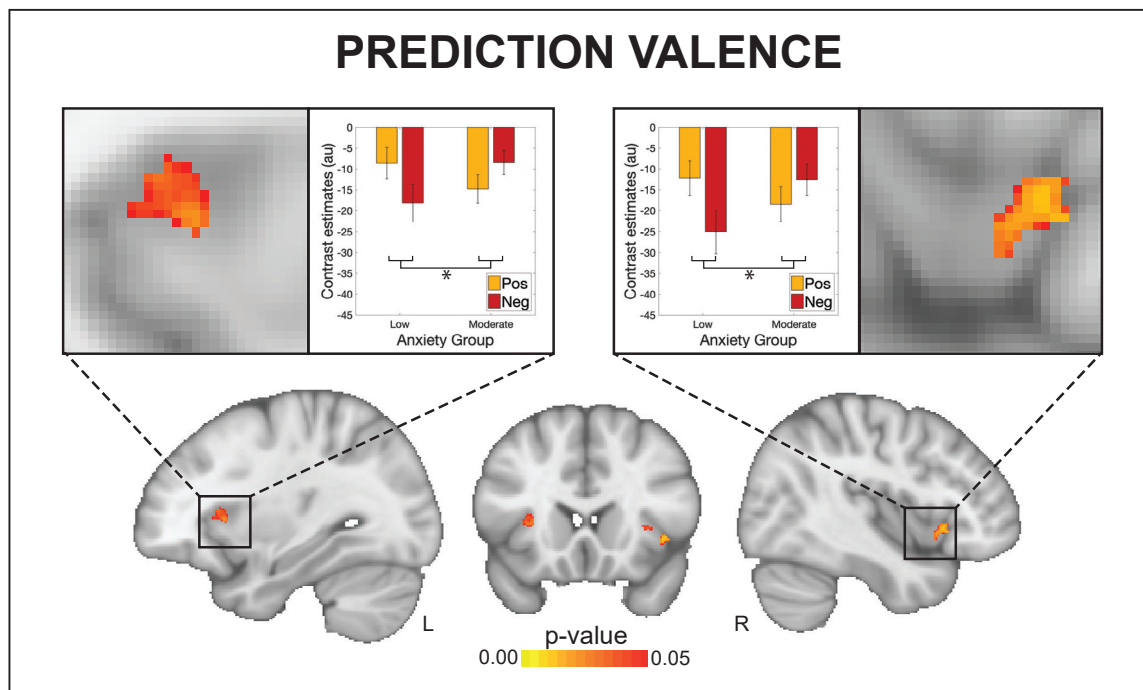 PREDICTION VALENCE
0
-5
-10
-15
-20
-25
-30
-35
-40
-45
Contrast estimates (au)
*
Pos
Neg
Low
Moderate
Anxiety Group
0
-5
-10
-15
-20
-25
-30
-35
-40
-45
Contrast estimates (au)
*
Pos
Neg
Low
Moderate
Anxiety Group
L
R
p-value
0.00
0.05